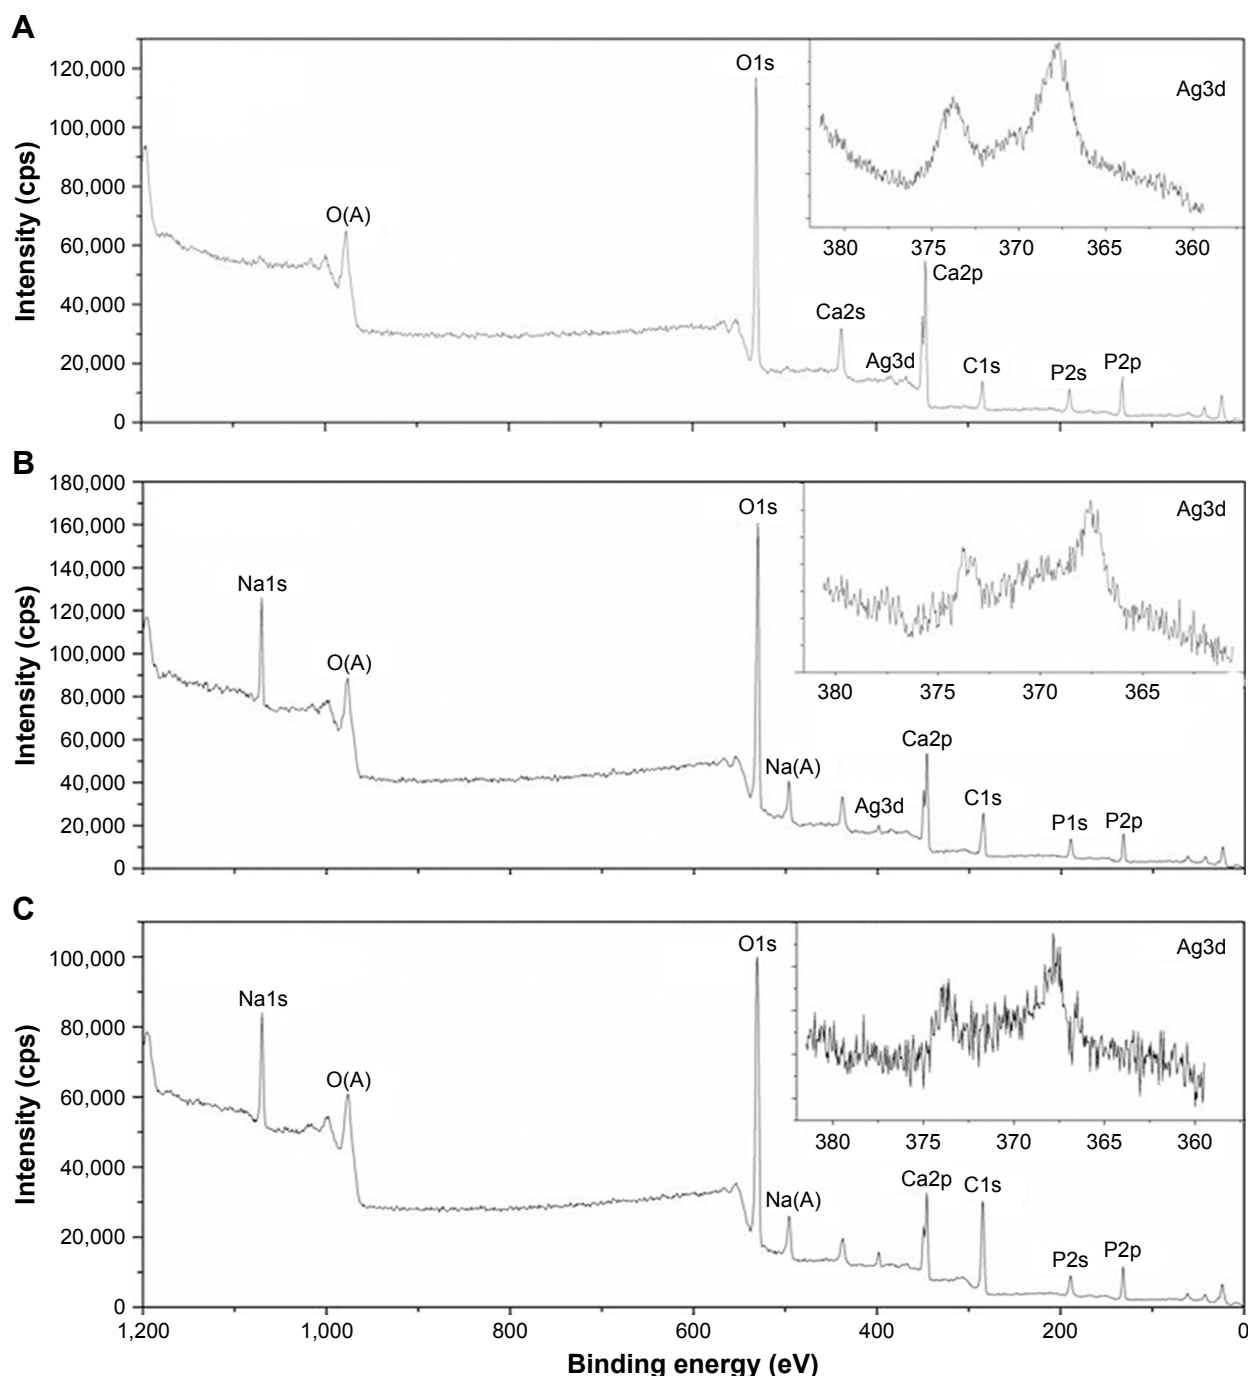 A
Intensity (cps)
120,000
100,000
80,000
60,000
40,000
20,000
0
O(A)
O1s
Ca2s
Ag3d
Ca2p
C1s
P2s
P2p
Ag3d
380 375 370 365 360
B
Intensity (cps)
180,000
160,000
140,000
120,000
100,000
80,000
60,000
40,000
20,000
0
Na1s
O(A)
O1s
Na(A)
Ag3d
Ca2p
C1s
P1s
P2p
Ag3d
380 375 370 365
C
Intensity (cps)
100,000
80,000
60,000
40,000
20,000
0
Na1s
O(A)
O1s
Na(A)
Ca2p
C1s
P2s
P2p
Ag3d
380 375 370 365 360
1,200 1,000 800 600 400 200 0
Binding energy (eV)